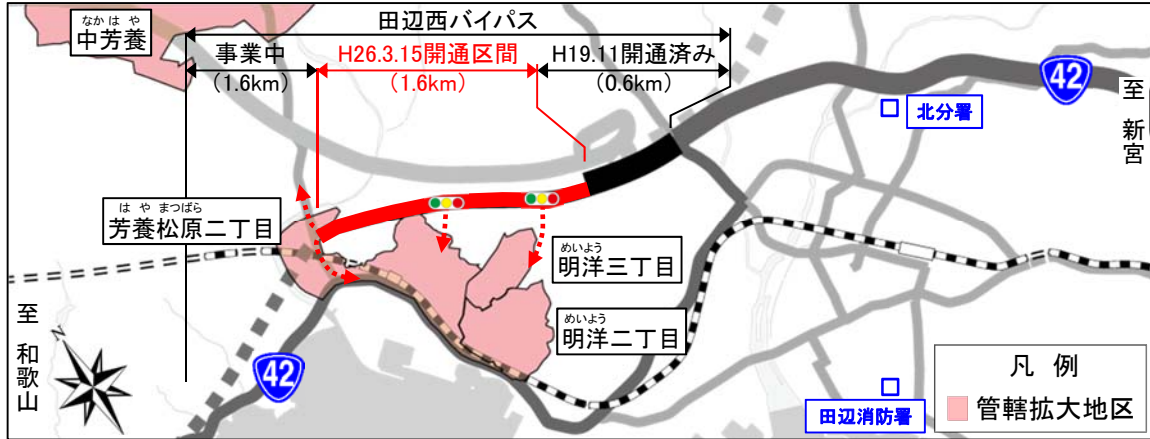 なかはや
中芳養
田辺西バイパス
事業中
(1.6km)
H26.3.15開通区間
(1.6km)
H19.11開通済み
(0.6km)
42
至 新宮
北分署
はやまつばら
芳養松原二丁目
めいよう
明洋三丁目
めいよう
明洋二丁目
至 和歌山
N
42
田辺消防署
凡 例
管轄拡大地区